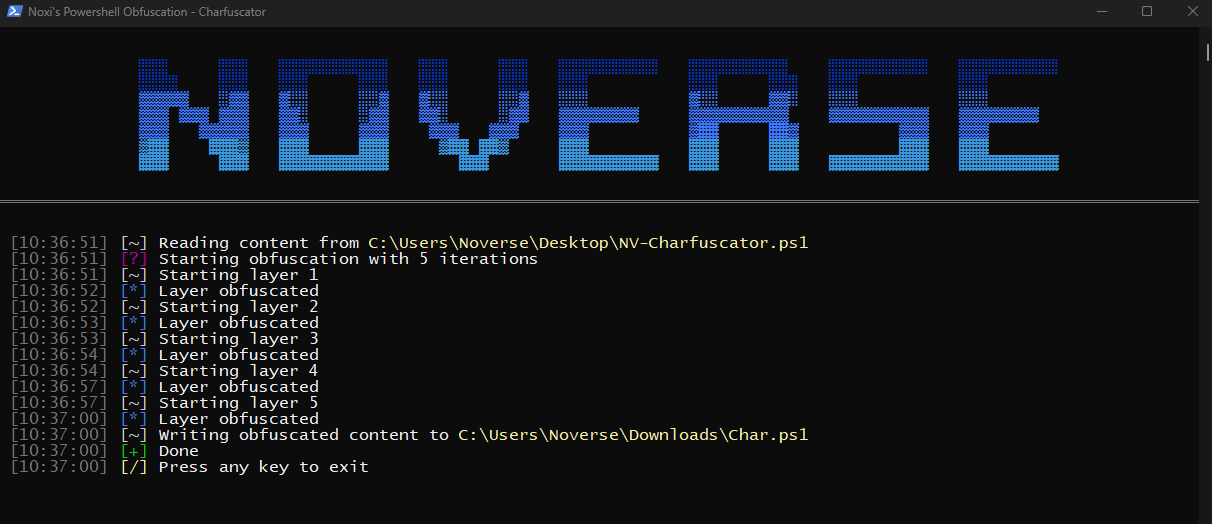 Noxi's Powershell Obfuscation - Charfuscator
NOVERSE
[10:36:51] [~] Reading content from C:\Users\Noverse\Desktop\NV-Charfuscator.ps1
[10:36:51] [?] Starting obfuscation with 5 iterations
[10:36:51] [~] Starting layer 1
[10:36:52] [*] Layer obfuscated
[10:36:52] [~] Starting layer 2
[10:36:53] [*] Layer obfuscated
[10:36:53] [~] Starting layer 3
[10:36:54] [*] Layer obfuscated
[10:36:54] [~] Starting layer 4
[10:36:57] [*] Layer obfuscated
[10:36:57] [~] Starting layer 5
[10:37:00] [*] Layer obfuscated
[10:37:00] [~] Writing obfuscated content to C:\Users\Noverse\Downloads\Char.ps1
[10:37:00] [+] Done
[10:37:00] [/] Press any key to exit